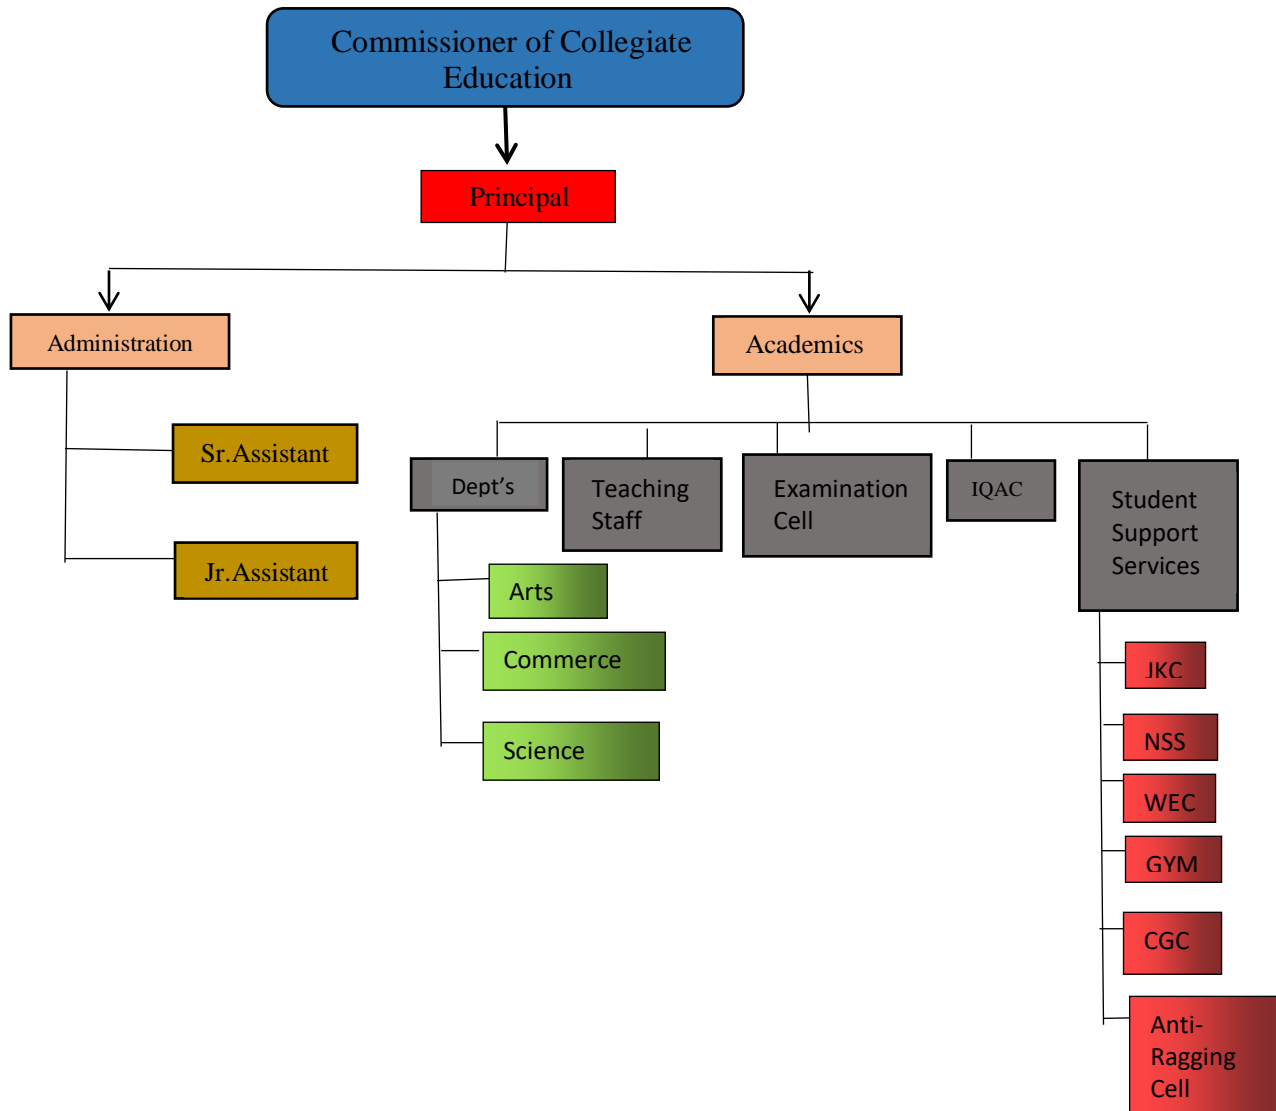 Commissioner of Collegiate
Education
Principal
Administration
Academics
Sr.Assistant
Jr.Assistant
Dept’s
Teaching
Staff
Examination
Cell
IQAC
Student
Support
Services
Arts
Commerce
Science
JKC
NSS
WEC
GYM
CGC
Anti-
Ragging
Cell